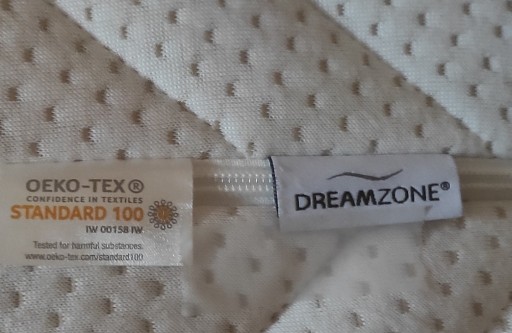 OEKO-TEX®
CONFIDENCE IN TEXTILES
STANDARD 100
IW 00158 IW
Tested for harmful substances.
www.oeko-tex.com/standard100
DREAMZONE®